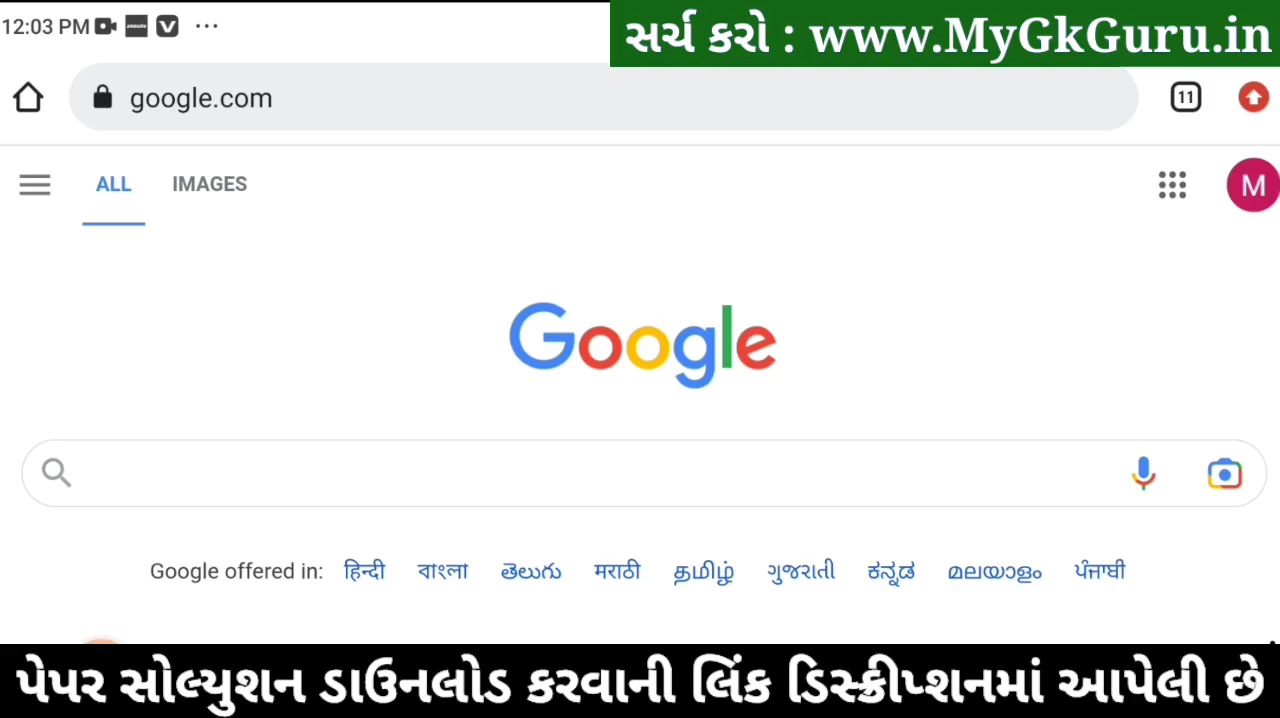 12:03 PM
સર્ચ કરો : www.MyGkGuru.in
google.com
11
ALL IMAGES
M
Google
Google offered in: हिन्दी বাংলা తెలుగు मराठी தமிழ் ગુજરાતી ಕನ್ನಡ മലയാളം ਪੰਜਾਬੀ
પેપર સોલ્યુશન ડાઉનલોડ કરવાની લિંક ડિસ્ક્રીપ્શનમાં આપેલી છે